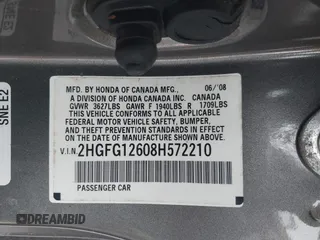 MFD. BY HONDA OF CANADA MFG., 06/'08
A DIVISION OF HONDA CANADA INC. CANADA
GVWR 3627LBS GAWR F 1940LBS R 1709LBS
THIS VEHICLE CONFORMS TO ALL APPLICABLE
FEDERAL MOTOR VEHICLE SAFETY, BUMPER,
AND THEFT PREVENTION STANDARDS IN EFFECT
ON THE DATE OF MANUFACTURE SHOWN ABOVE.
V.I.N. 2HGFG12608H572210
PASSENGER CAR
SNE E2
DREAMBID